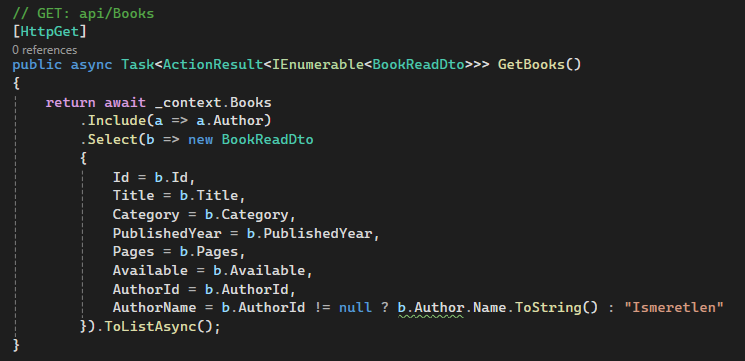 // GET: api/Books
[HttpGet]
0 references
public async Task<ActionResult<IEnumerable<BookReadDto>>> GetBooks()
{
    return await _context.Books
        .Include(a => a.Author)
        .Select(b => new BookReadDto
        {
            Id = b.Id,
            Title = b.Title,
            Category = b.Category,
            PublishedYear = b.PublishedYear,
            Pages = b.Pages,
            Available = b.Available,
            AuthorId = b.AuthorId,
            AuthorName = b.AuthorId != null ? b.Author.Name.ToString() : "Ismeretlen"
        }).ToListAsync();
}